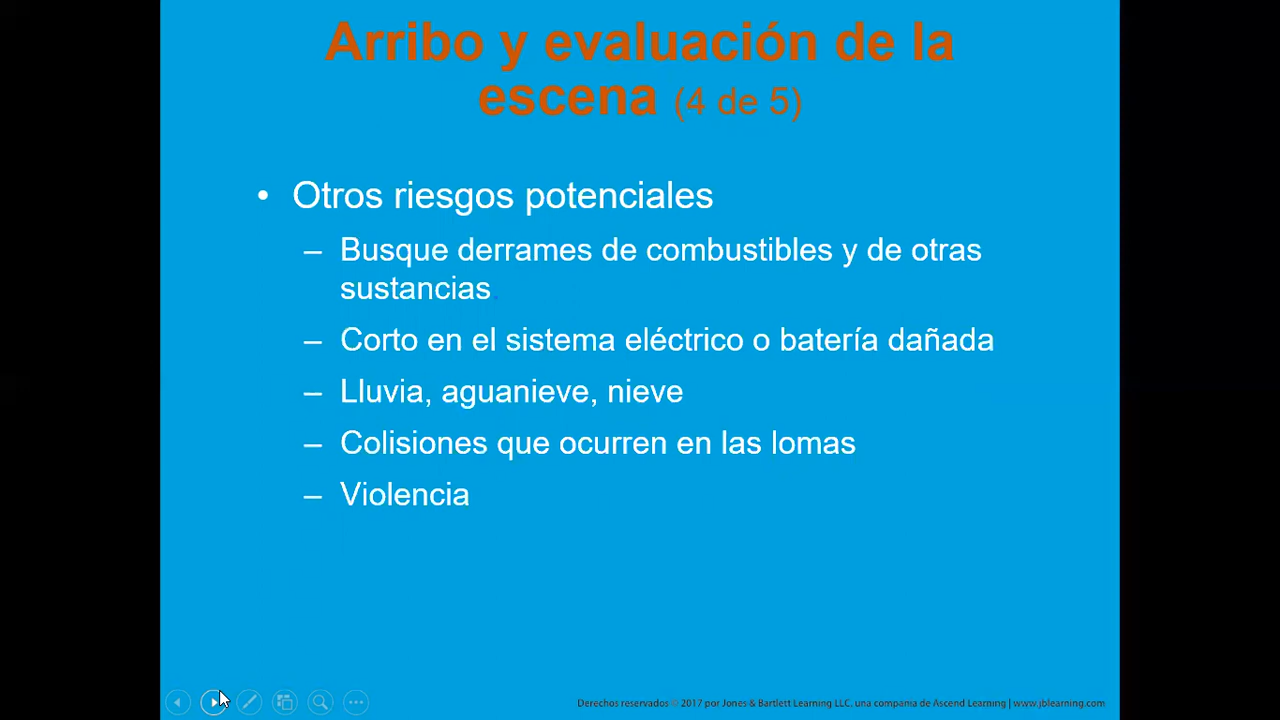 Arribo y evaluación de la
escena (4 de 5)
• Otros riesgos potenciales
– Busque derrames de combustibles y de otras
sustancias.
– Corto en el sistema eléctrico o batería dañada
– Lluvia, aguanieve, nieve
– Colisiones que ocurren en las lomas
– Violencia
Derechos reservados © 2017 por Jones & Bartlett Learning LLC. una compañia de Ascend Learning | www.jblearning.com